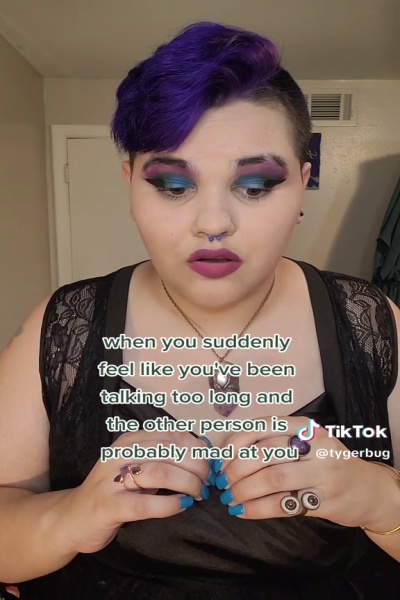 when you suddenly
feel like you've been
talking too long and
the other person is
probably mad at you
TikTok
@tygerbug